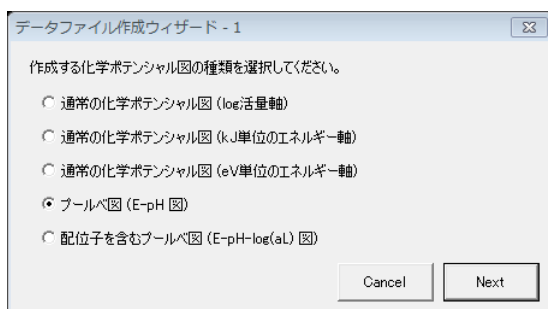 データファイル作成ウィザード - 1
作成する化学ポテンシャル図の種類を選択してください。
通常の化学ポテンシャル図 (log活量軸)
通常の化学ポテンシャル図 (kJ単位のエネルギー軸)
通常の化学ポテンシャル図 (eV単位のエネルギー軸)
プールベ図 (E-pH 図)
配位子を含むプールベ図 (E-pH-log(aL) 図)
Cancel Next